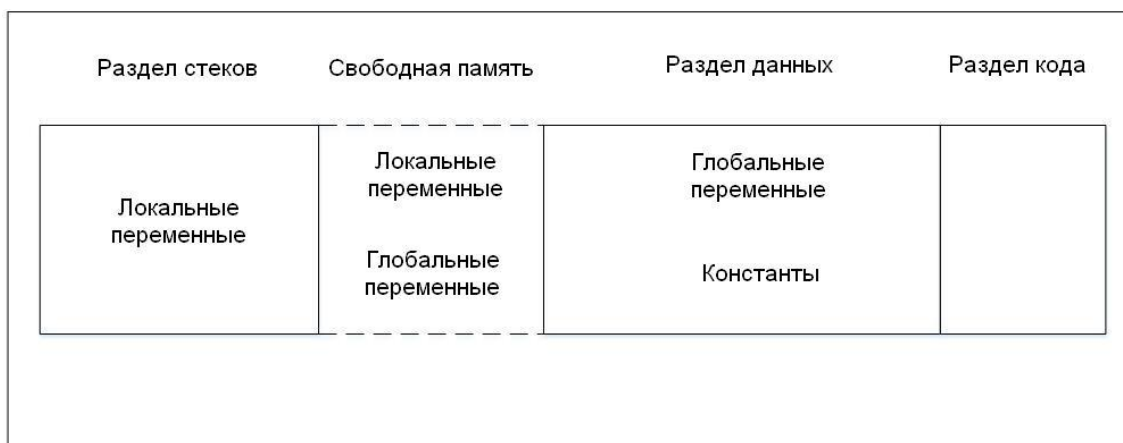 Раздел стеков
Свободная память
Раздел данных
Раздел кода
Локальные
переменные
Локальные
переменные
Глобальные
переменные
Глобальные
переменные
Константы